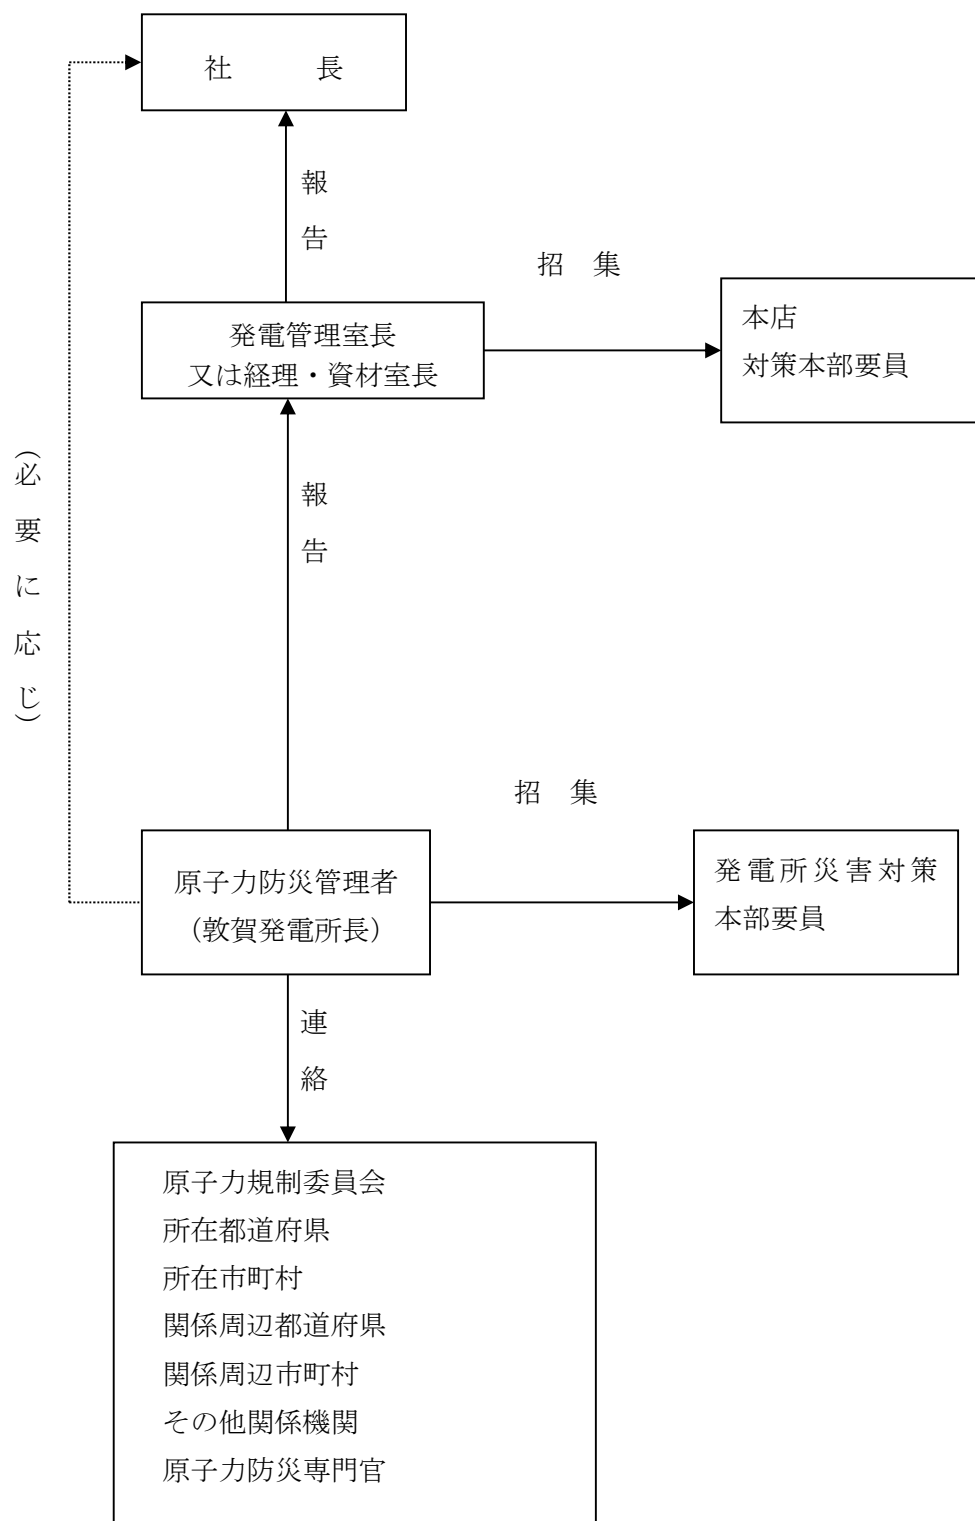 社　　　長
報
告
招　集
発電管理室長
又は経理・資材室長
本店
対策本部要員
（必要に応じ）
報
告
招　集
原子力防災管理者
（敦賀発電所長）
発電所災害対策
本部要員
連
絡
原子力規制委員会
所在都道府県
所在市町村
関係周辺都道府県
関係周辺市町村
その他関係機関
原子力防災専門官